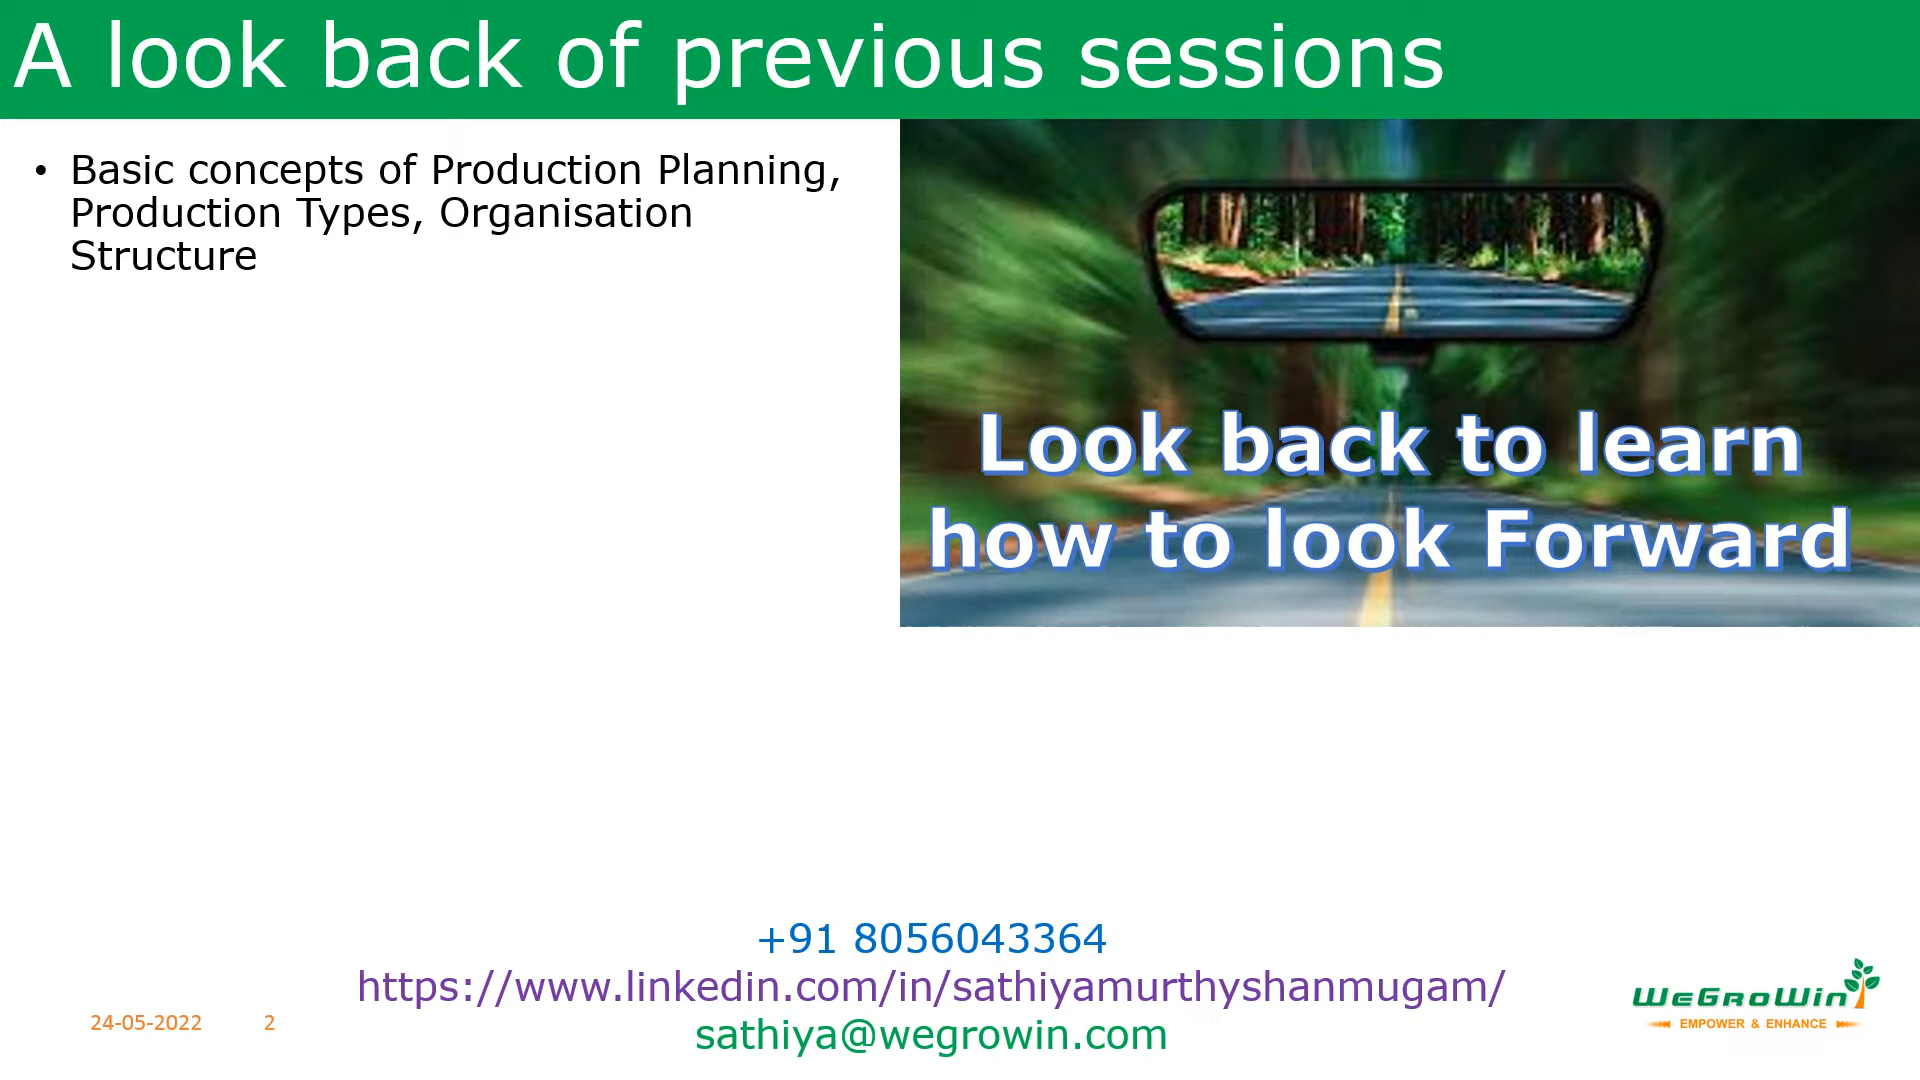 A look back of previous sessions
• Basic concepts of Production Planning,
Production Types, Organisation
Structure
Look back to learn
how to look Forward
+91 8056043364
https://www.linkedin.com/in/sathiyamurthyshanmugam/
sathiya@wegrowin.com
24-05-2022
2
WeGroWin
EMPOWER & ENHANCE